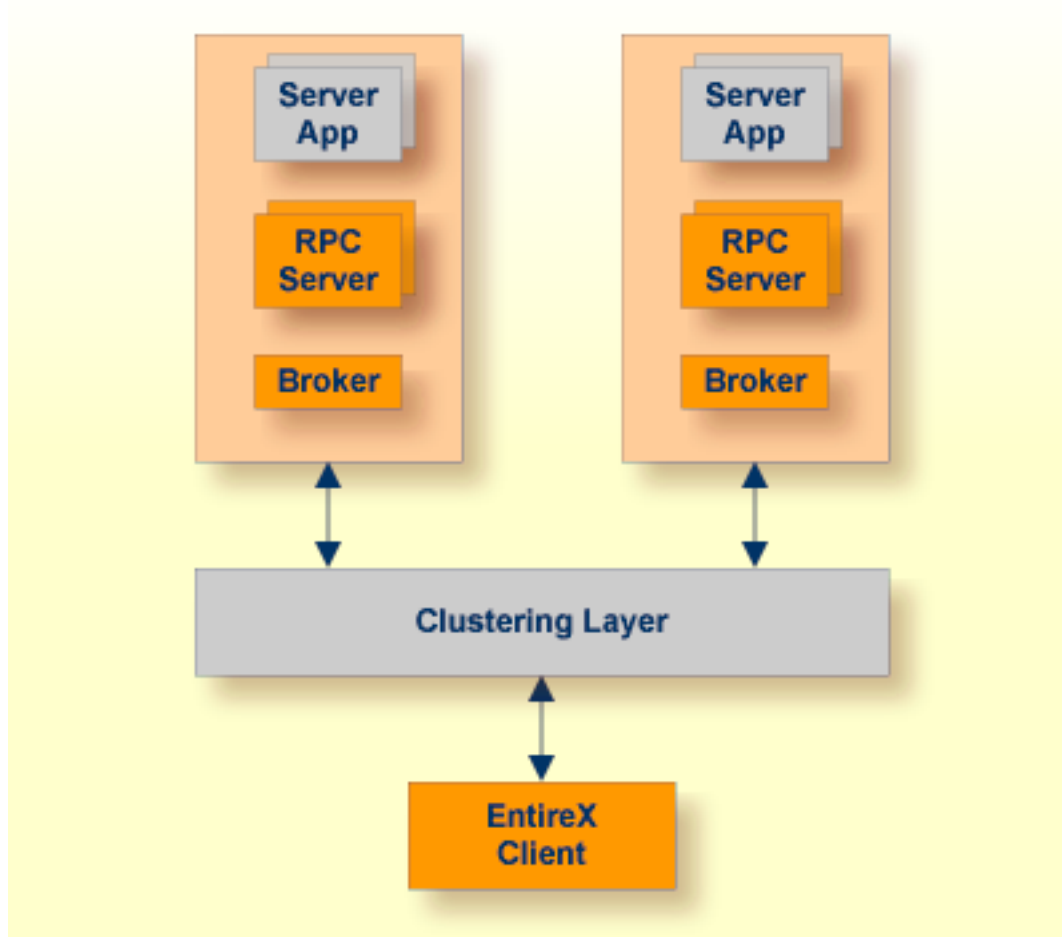 Server
App
RPC
Server
Broker
Server
App
RPC
Server
Broker
Clustering Layer
EntireX
Client